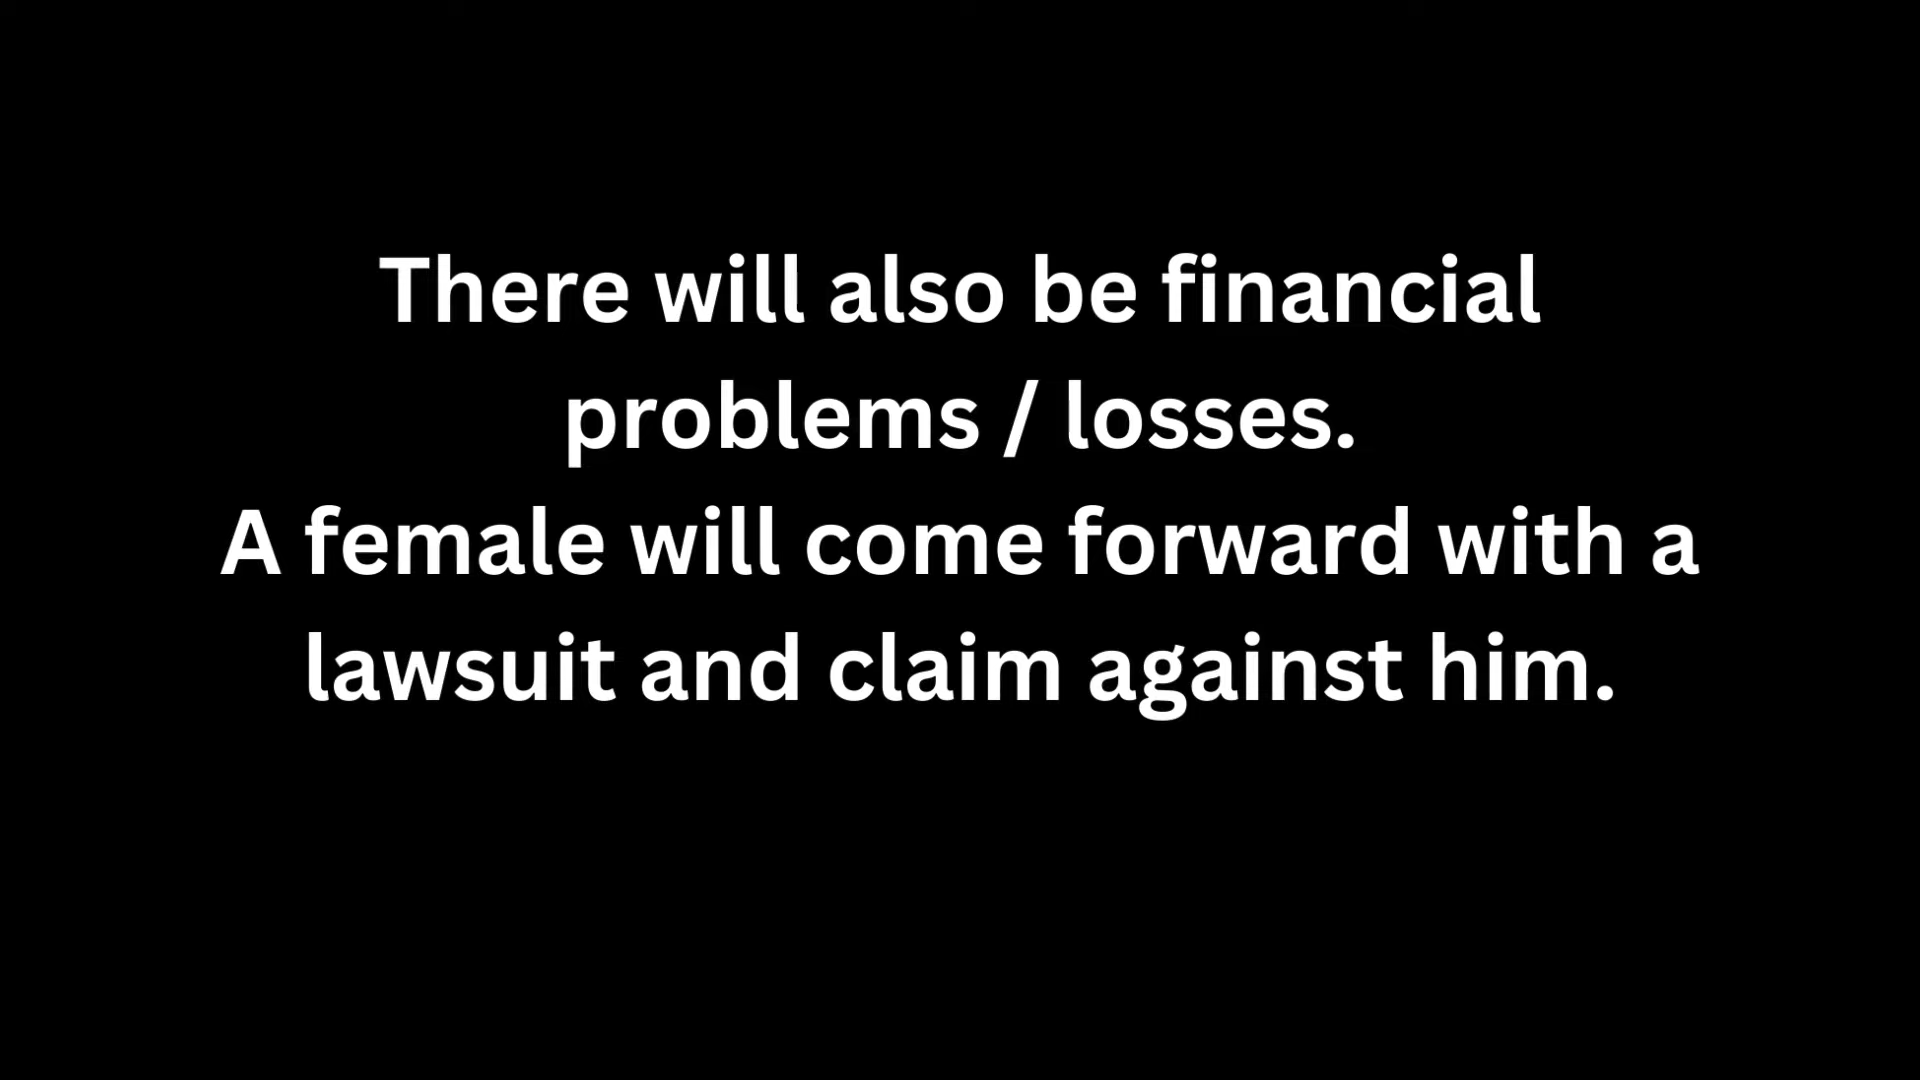 There will also be financial
problems / losses.
A female will come forward with a
lawsuit and claim against him.